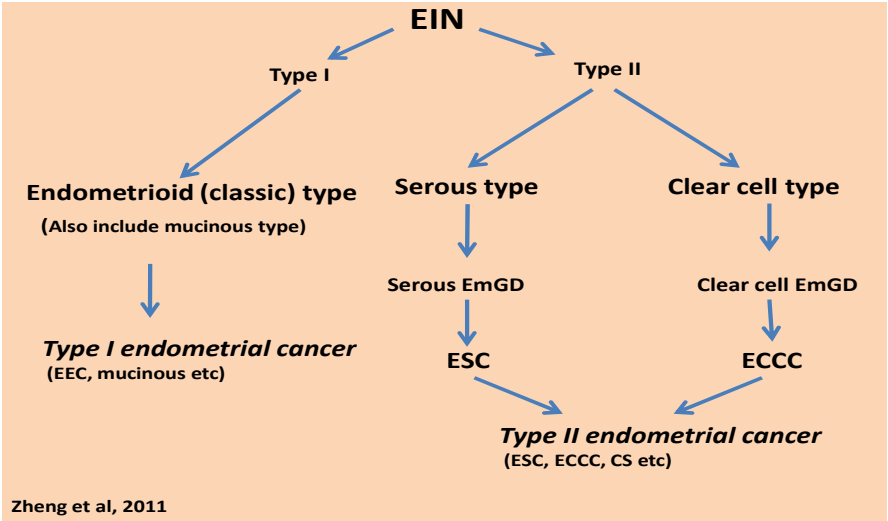 EIN
Type I
Type II
Endometrioid (classic) type
(Also include mucinous type)
Serous type
Clear cell type
Serous EmGD
Clear cell EmGD
Type I endometrial cancer
(EEC, mucinous etc)
ESC
ECCC
Type II endometrial cancer
(ESC, ECCC, CS etc)
Zheng et al, 2011